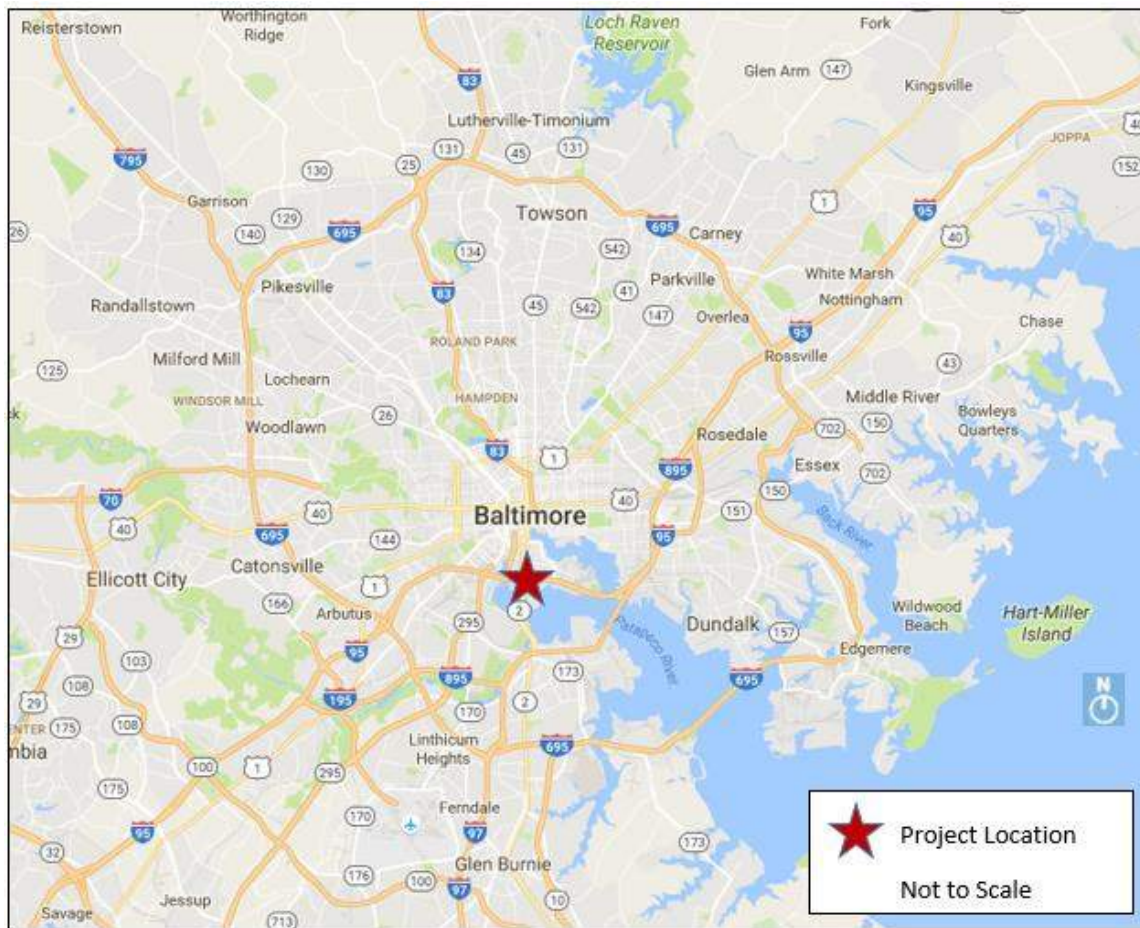 Reisterstown
Worthington
Ridge
83
Loch Raven
Reservoir
Fork
Glen Arm
147
Kingsville
40
JOPPA
152
Lutherville-Timonium
795
130
25
131
45
131
Garrison
129
140
26
695
134
Towson
542
695
Carney
1
95
40
Randallstown
Pikesville
83
45
542
41
147
Parkville
White Marsh
Nottingham
Overlea
95
Chase
ROLAND PARK
Rossville
Milford Mill
125
Lochearn
WINDSOR MILL
HAMPDEN
26
Woodlawn
43
Middle River
Bowleys
Quarters
702
150
Rosedale
83
1
895
Essex
702
70
40
40
40
150
151
Baltimore
695
144
95
Back River
Ellicott City
Catonsville
1
166
Arbutus
295
2
Patapsco River
Dundalk
157
Wildwood
Beach
Hart-Miller
Island
Edgemere
29
103
95
173
108
29
195
895
170
2
695
N
175
108
ENTER
mbia
Linthicum
Heights
695
100
1
295
175
170
Ferndale
97
173
95
32
Glen Burnie
176
100
97
10
Jessup
Savage
713
Project Location
Not to Scale